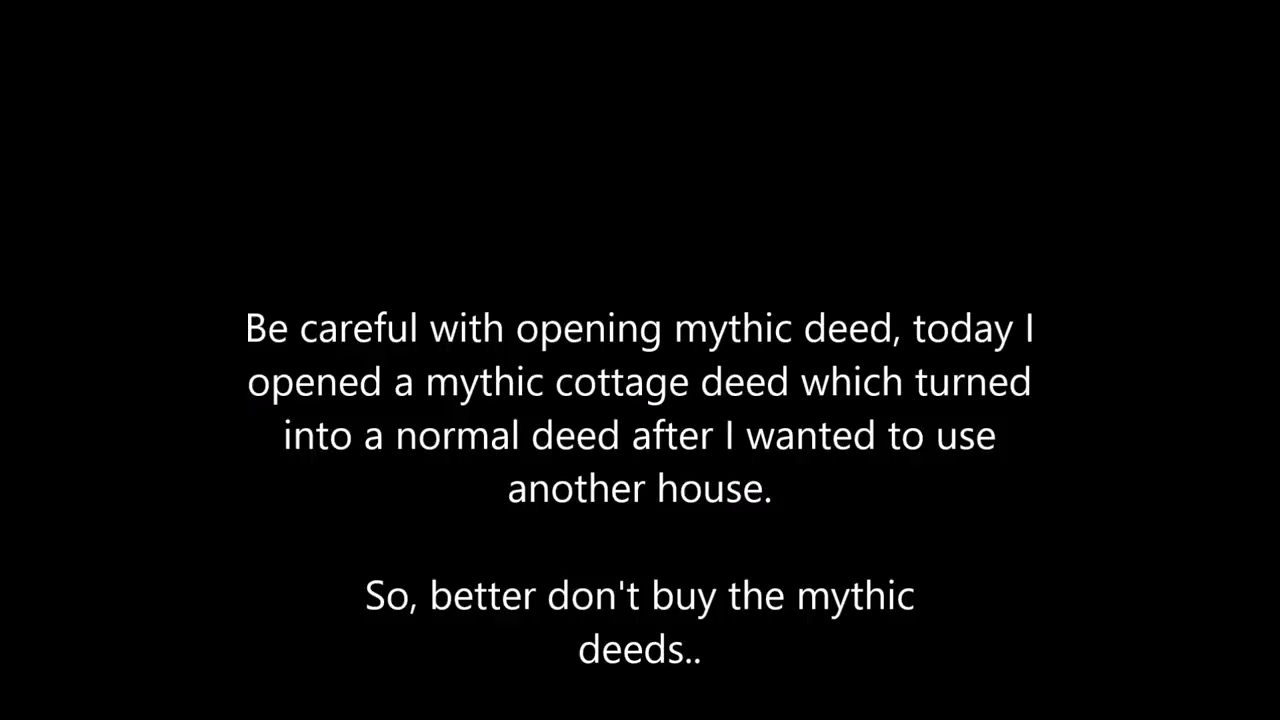 Be careful with opening mythic deed, today I
opened a mythic cottage deed which turned
into a normal deed after I wanted to use
another house.
So, better don't buy the mythic
deeds..